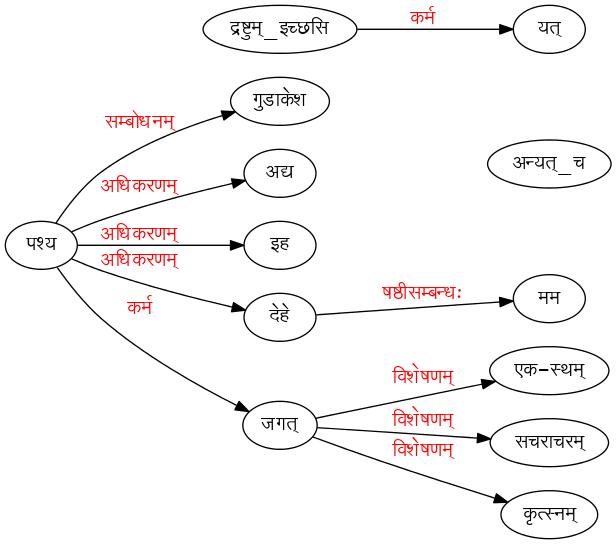 द्रष्टुम्_इच्छसि
कर्म
यत्
गुडाकेश
सम्बोधनम्
अन्यत्_च
अद्य
अधिकरणम्
पश्य
अधिकरणम्
इह
अधिकरणम्
देहे
षष्ठीसम्बन्धः
मम
कर्म
एक-स्थम्
विशेषणम्
जगत्
विशेषणम्
सचराचरम्
विशेषणम्
कृत्स्नम्